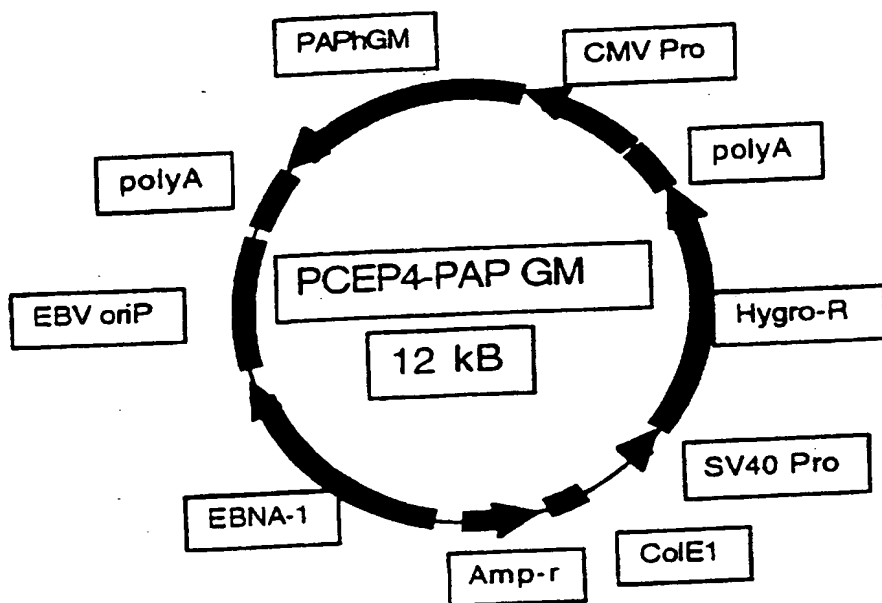 PAPhGM
CMV Pro
polyA
polyA
PCEP4-PAP GM
12 kB
EBV oriP
Hygro-R
SV40 Pro
EBNA-1
ColE1
Amp-r